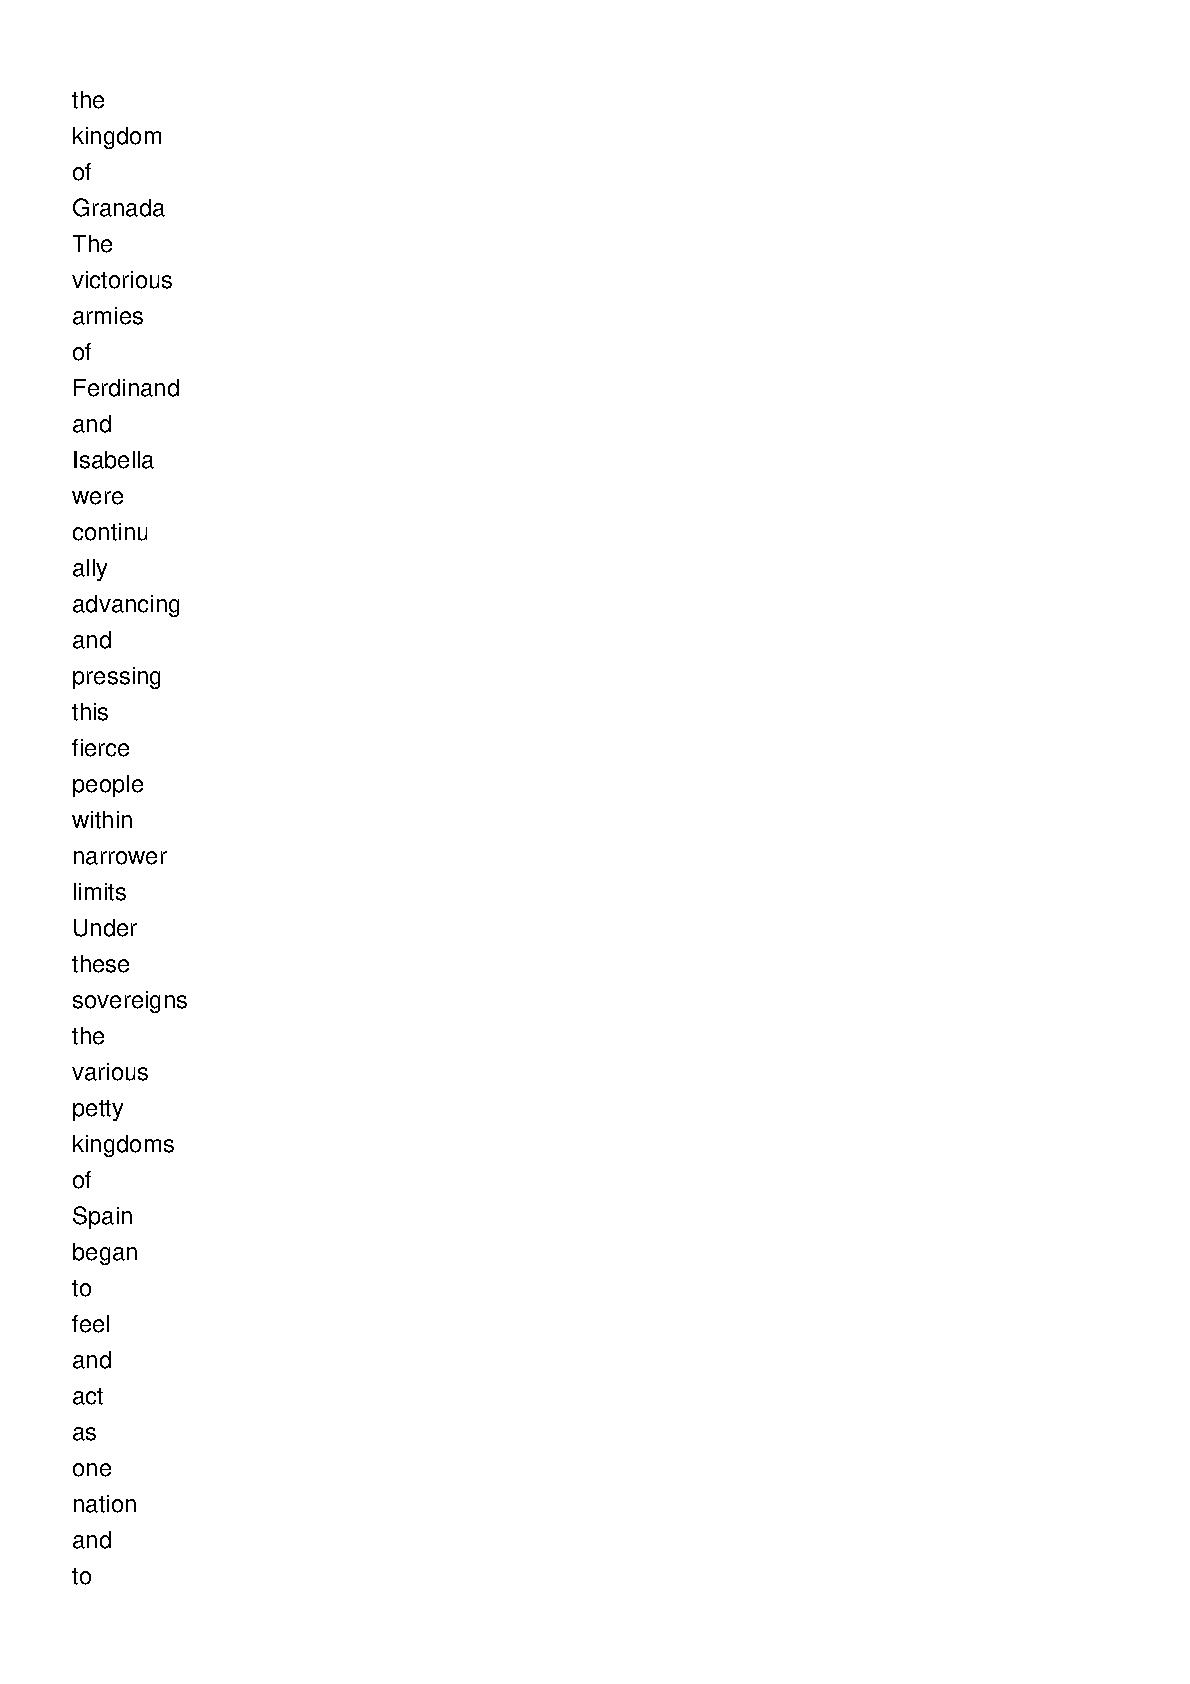 the
kingdom
of
Granada
The
victorious
armies
of
Ferdinand
and
Isabella
were
continu
ally
advancing
and
pressing
this
fierce
people
within
narrower
limits
Under
these
sovereigns
the
various
petty
kingdoms
of
Spain
began
to
feel
and
act
as
one
nation
and
to